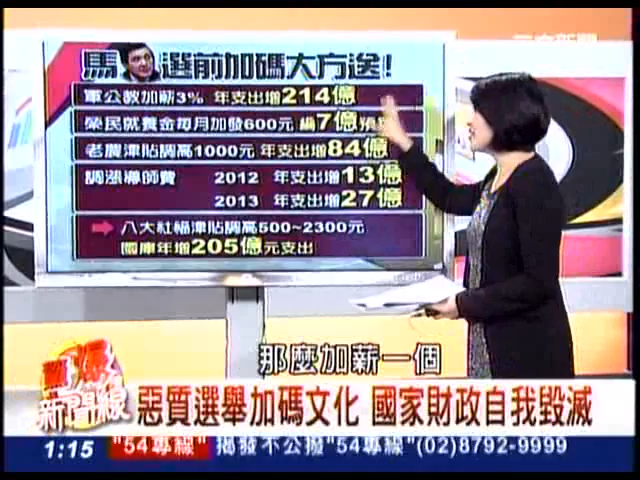 馬 選前加碼大方送!
軍公教加薪3% 年支出增214億
榮民就養金每月加發600元 編7億預
老農津貼調高1000元 年支出增84億
調漲導師費 2012 年支出增13億
2013 年支出增27億
八大社福津貼調高500~2300元
國庫年增205億元支出
那麼加薪一個
新聞線
惡質選舉加碼文化 國家財政自我毀滅
1:15 "54專線" 揭發不公撥"54專線"(02)8792-9999